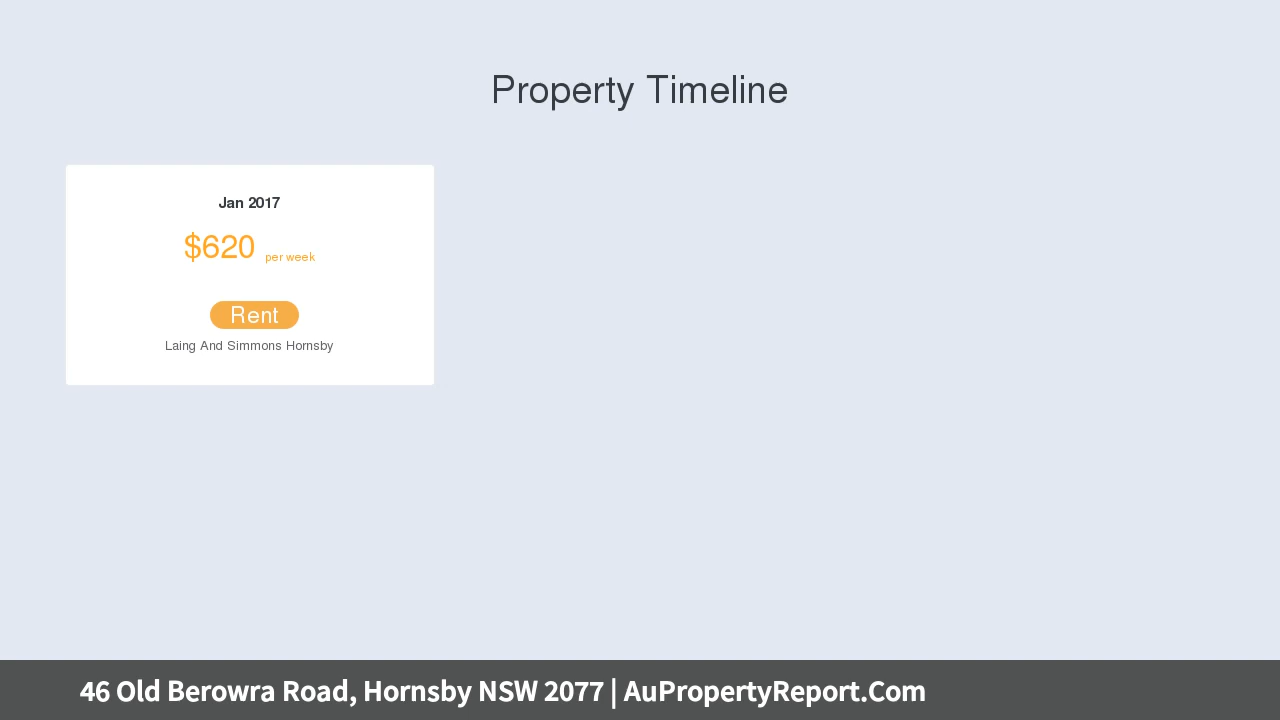 Property Timeline
Jan 2017
$620 per week
Rent
Laing And Simmons Hornsby
46 Old Berowra Road, Hornsby NSW 2077 | AuPropertyReport.Com